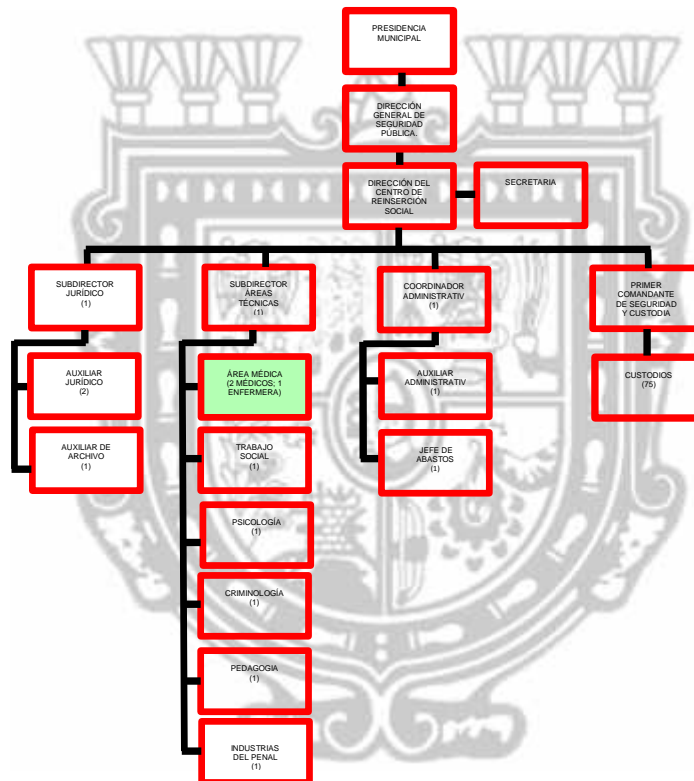 PRESIDENCIA
MUNICIPAL
DIRECCIÓN
GENERAL DE
SEGURIDAD
PÚBLICA.
DIRECCIÓN DEL
CENTRO DE
REINSERCIÓN
SOCIAL
SECRETARIA
SUBDIRECTOR
JURÍDICO
(1)
SUBDIRECTOR
ÁREAS
TÉCNICAS
(1)
COORDINADOR
ADMINISTRATIV
(1)
PRIMER
COMANDANTE
DE SEGURIDAD
Y CUSTODIA
AUXILIAR
JURÍDICO
(2)
ÁREA MÉDICA
(2 MÉDICOS; 1
ENFERMERA)
AUXILIAR
ADMINISTRATIV
(1)
CUSTODIOS
(75)
AUXILIAR DE
ARCHIVO
(1)
TRABAJO
SOCIAL
(1)
JEFE DE
ABASTOS
(1)
PSICOLOGÍA
(1)
CRIMINOLOGÍA
(1)
PEDAGOGIA
(1)
INDUSTRIAS
DEL PENAL
(1)